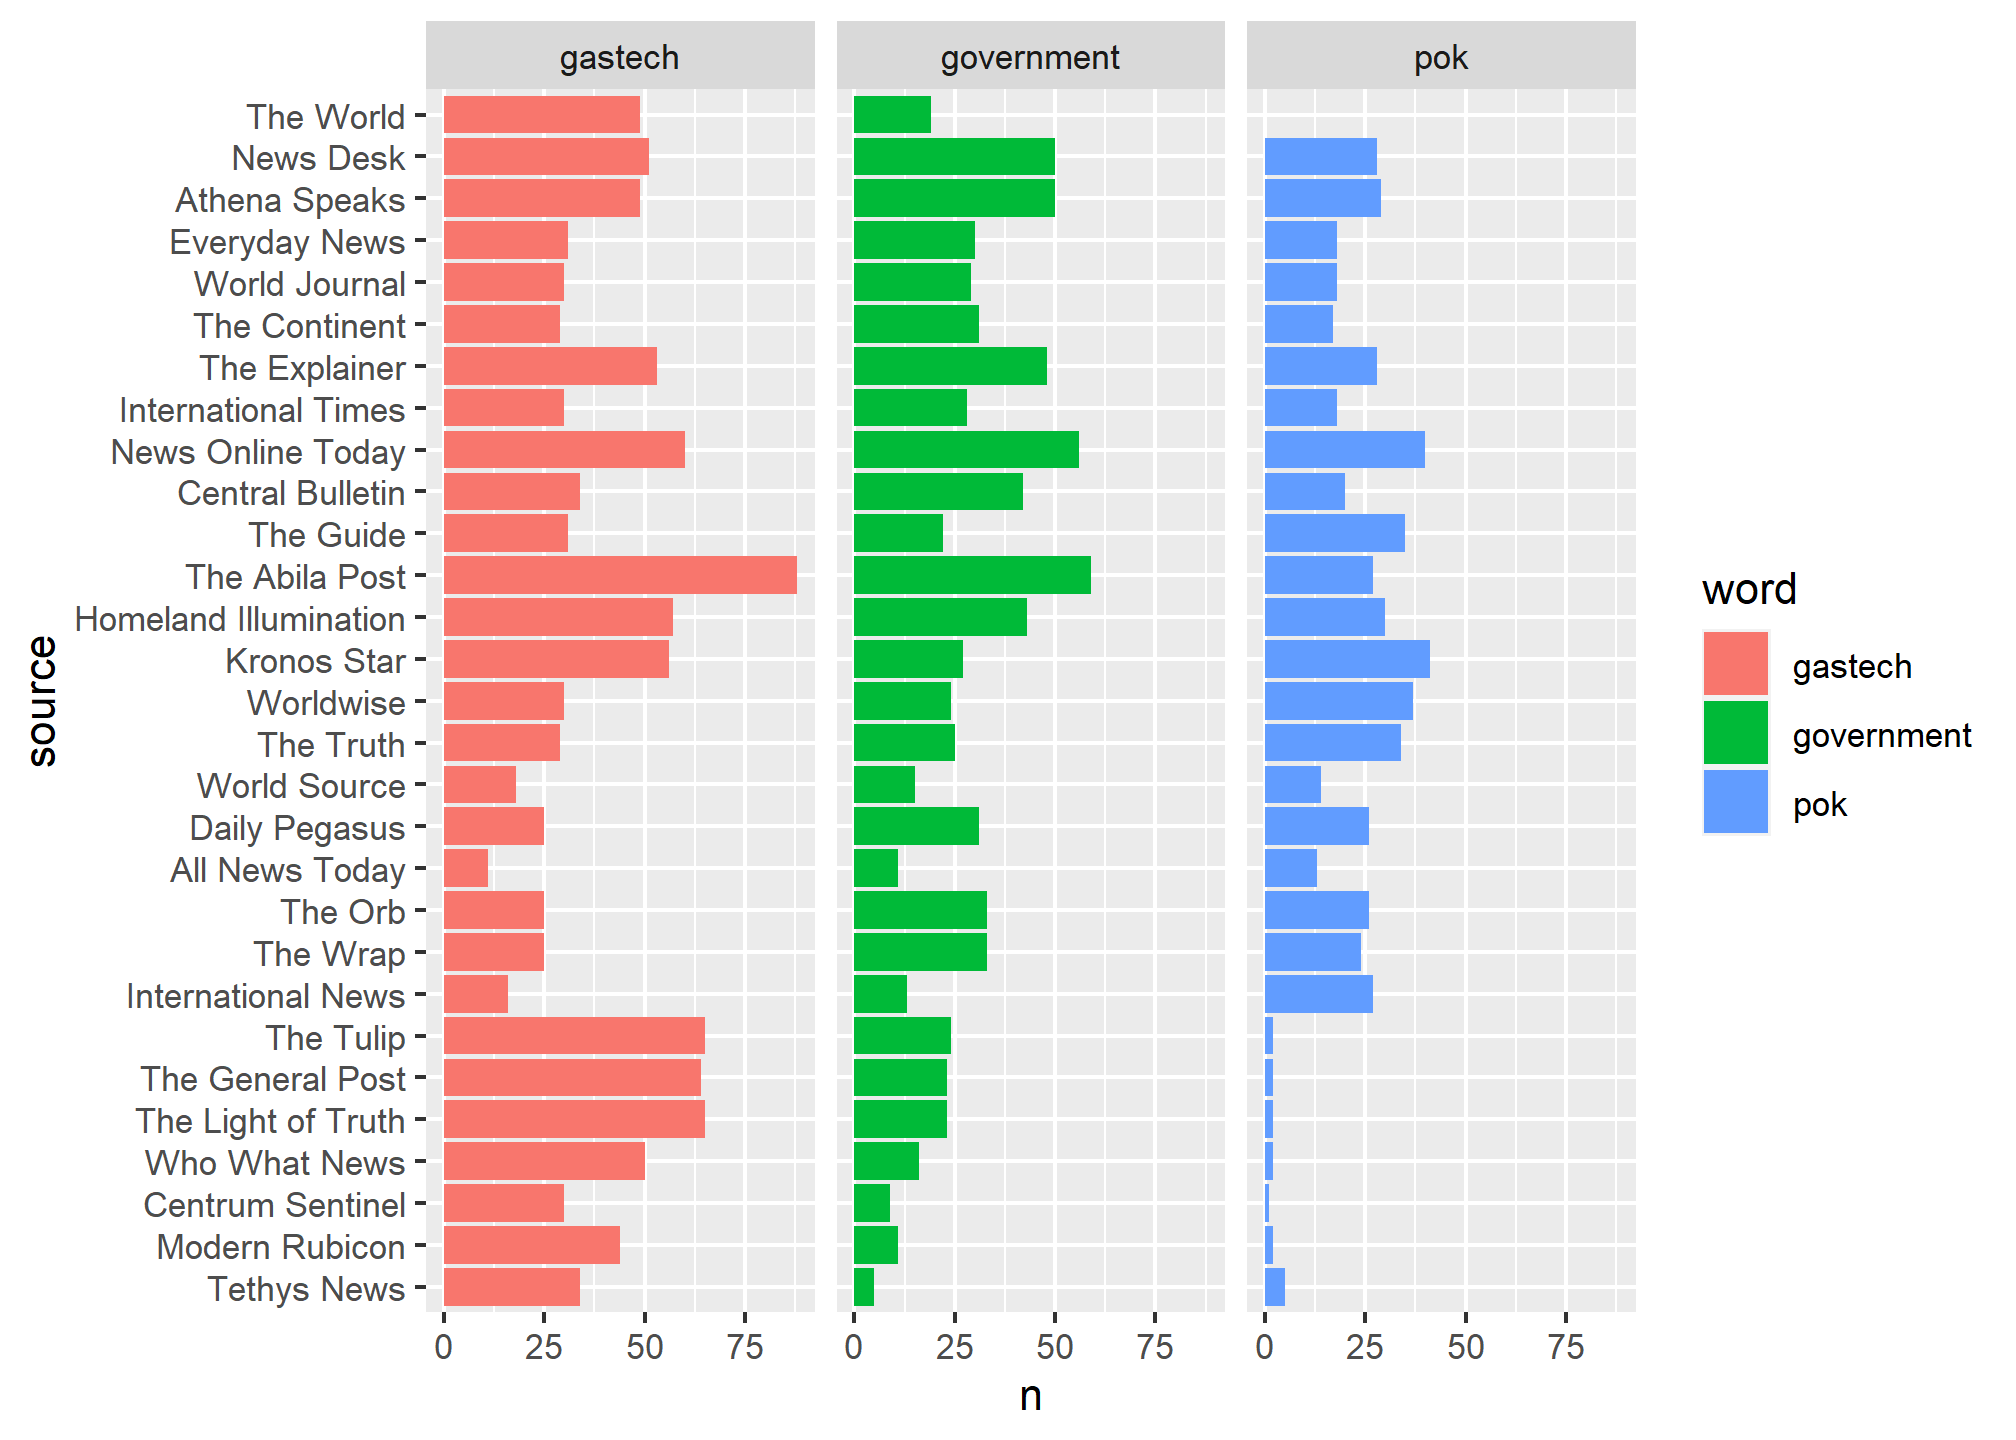 gastech
government
pok
The World
News Desk
Athena Speaks
Everyday News
World Journal
The Continent
The Explainer
International Times
News Online Today
Central Bulletin
The Guide
The Abila Post
Homeland Illumination
Kronos Star
Worldwise
The Truth
World Source
Daily Pegasus
All News Today
The Orb
The Wrap
International News
The Tulip
The General Post
The Light of Truth
Who What News
Centrum Sentinel
Modern Rubicon
Tethys News
source
0 25 50 75
0 25 50 75
0 25 50 75
n
word
gastech
government
pok